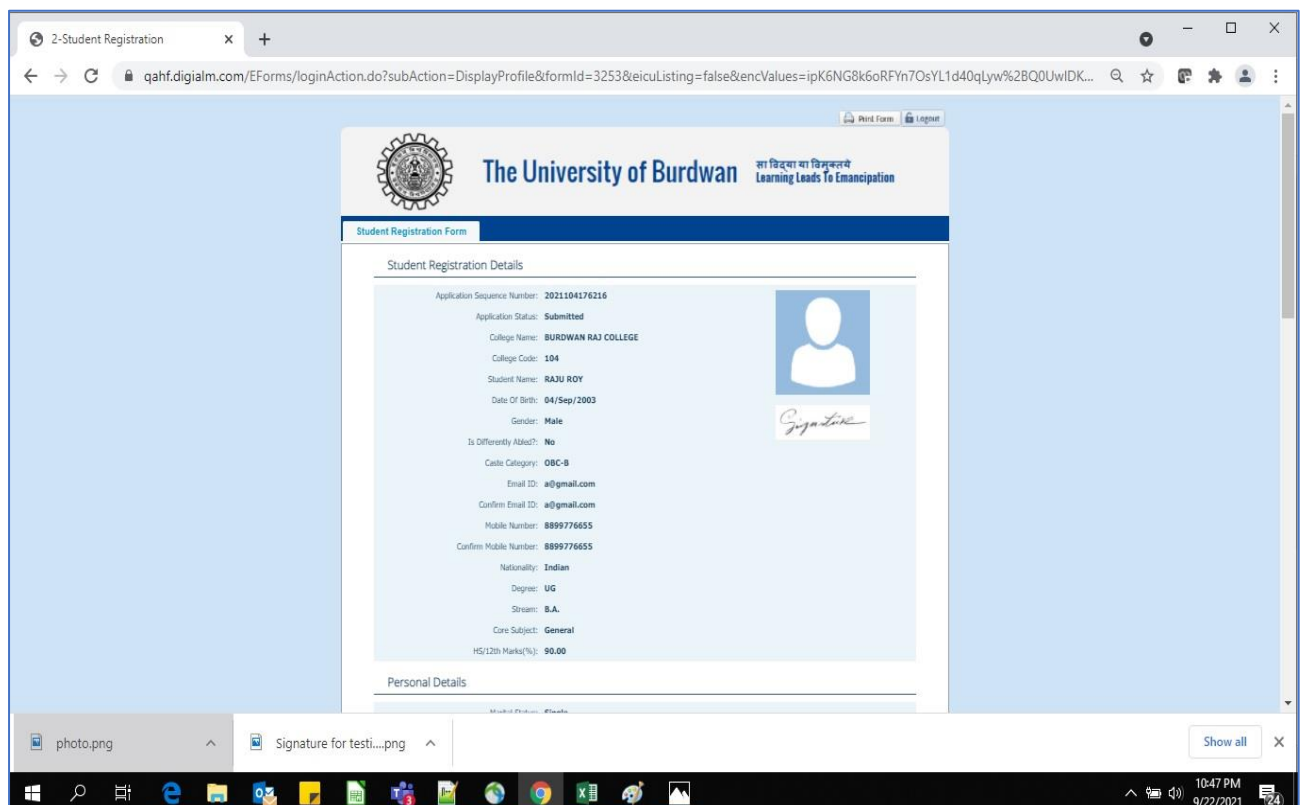 2-Student Registration
qahf.digialm.com/EForms/loginAction.do?subAction=DisplayProfile&formId=3253&eicuListing=false&encValues=ipK6NG8k6oRFYn7OsYL1d40qLyw%2BQ0UwIDK...
Print Form Logout
The University of Burdwan
सा विद्या या विमुक्तये
Learning Leads To Emancipation
Student Registration Form
Student Registration Details
Application Sequence Number: 2021104176216
Application Status: Submitted
College Name: BURDWAN RAJ COLLEGE
College Code: 104
Student Name: RAJU ROY
Date Of Birth: 04/Sep/2003
Gender: Male
Signature
Is Differently Abled?: No
Caste Category: OBC-B
Email ID: a@gmail.com
Confirm Email ID: a@gmail.com
Mobile Number: 8899776655
Confirm Mobile Number: 8899776655
Nationality: Indian
Degree: UG
Stream: B.A.
Core Subject: General
HS/12th Marks(%): 90.00
Personal Details
Marital Status: Single
photo.png
Signature for testi....png
Show all
10:47 PM
9/22/2021
24